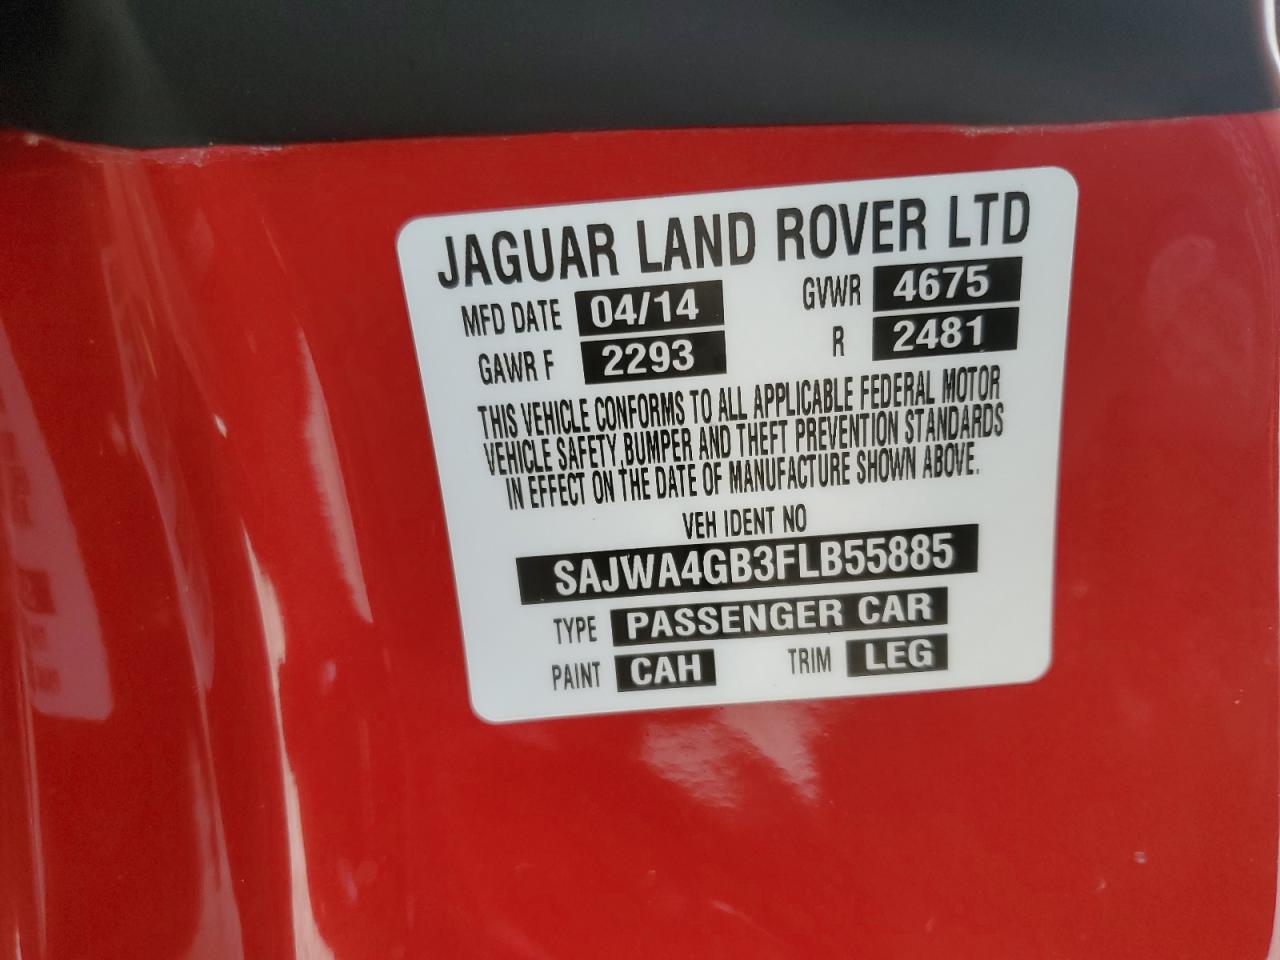 JAGUAR LAND ROVER LTD
MFD DATE 04/14 GVWR 4675
GAWR F 2293 R 2481
THIS VEHICLE CONFORMS TO ALL APPLICABLE FEDERAL MOTOR
VEHICLE SAFETY, BUMPER AND THEFT PREVENTION STANDARDS
IN EFFECT ON THE DATE OF MANUFACTURE SHOWN ABOVE.
VEH IDENT NO
SAJWA4GB3FLB55885
TYPE PASSENGER CAR
PAINT CAH TRIM LEG